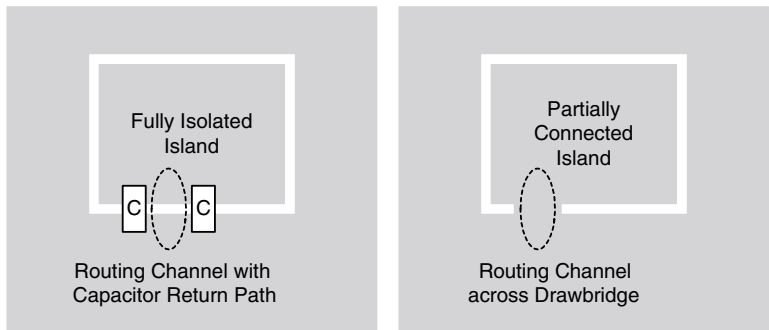 Fully Isolated
Island
C
C
Routing Channel with
Capacitor Return Path
Partially
Connected
Island
Routing Channel
across Drawbridge